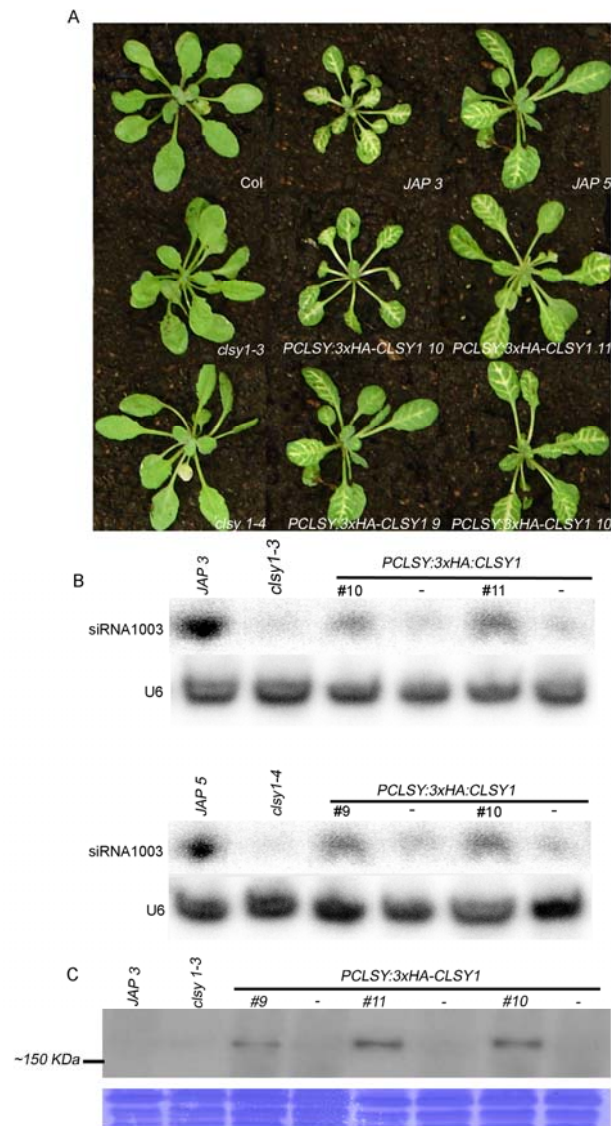 A
Col
JAP 3
JAP 5
clsy1-3
PCLSY:3xHA-CLSY1 10
PCLSY:3xHA-CLSY1 11
clsy 1-4
PCLSY:3xHA-CLSY1 9
PCLSY:3xHA-CLSY1 10
B
JAP 3
clsy1-3
PCLSY:3xHA:CLSY1
#10 - #11 -
siRNA1003
U6
JAP 5
clsy1-4
PCLSY:3xHA:CLSY1
#9 - #10 -
siRNA1003
U6
C
JAP 3
clsy 1-3
PCLSY:3xHA-CLSY1
#9 - #11 - #10 -
~150 KDa